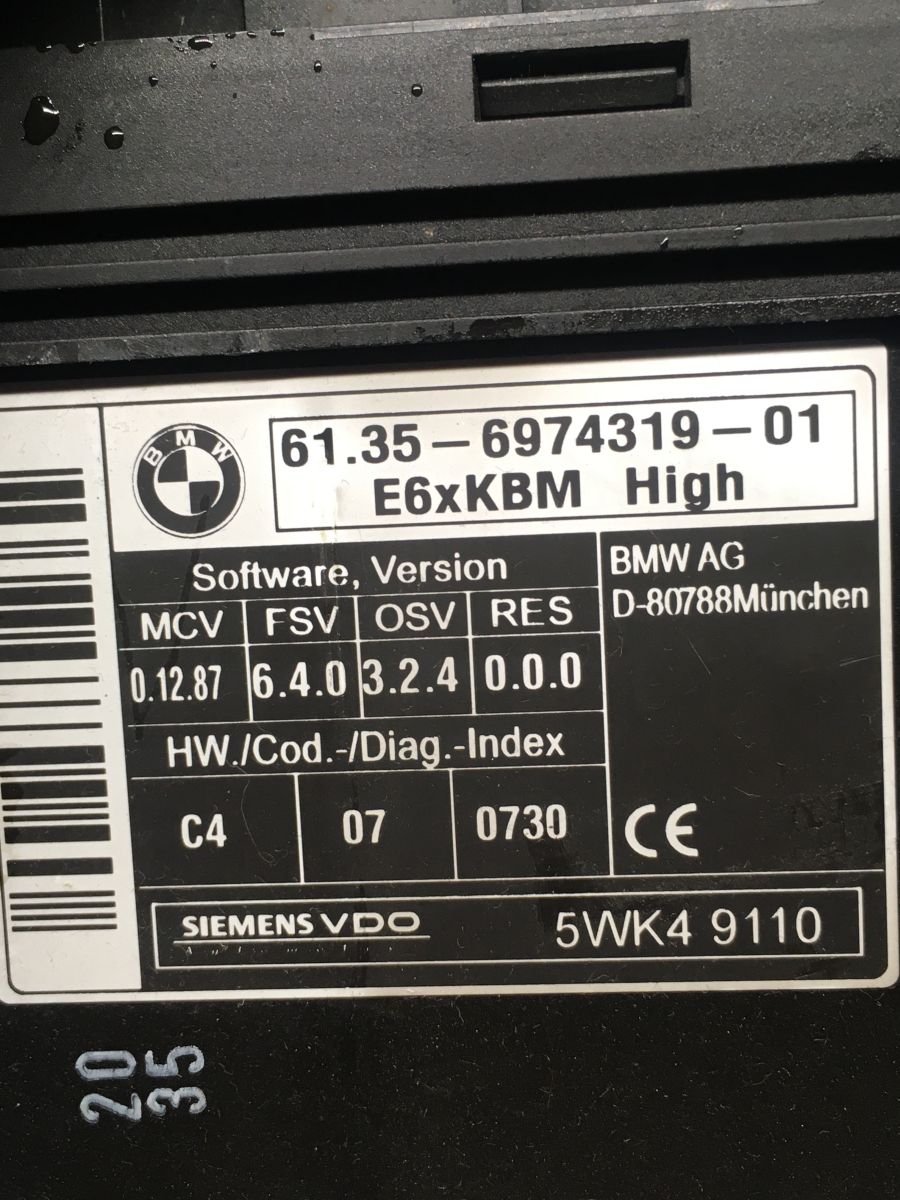 BMW
61.35-6974319-01
E6xKBM High
Software, Version
MCV FSV OSV RES
0.12.87 6.4.0 3.2.4 0.0.0
HW./Cod.-/Diag.-Index
C4 07 0730
BMW AG
D-80788München
CE
SIEMENS VDO
5WK4 9110
20
35